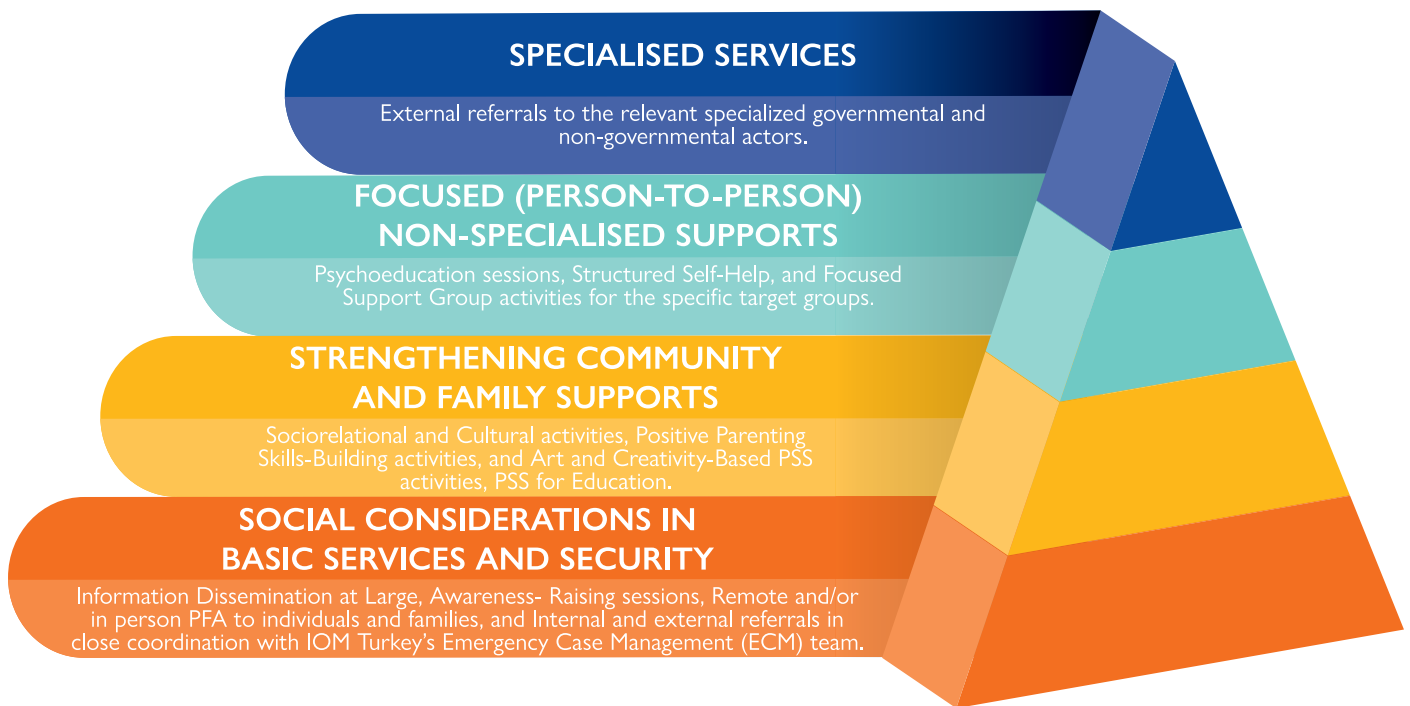 SPECIALISED SERVICES
External referrals to the relevant specialized governmental and
non-governmental actors.
FOCUSED (PERSON-TO-PERSON)
NON-SPECIALISED SUPPORTS
Psychoeducation sessions, Structured Self-Help, and Focused
Support Group activities for the specific target groups.
STRENGTHENING COMMUNITY
AND FAMILY SUPPORTS
Sociorelational and Cultural activities, Positive Parenting
Skills-Building activities, and Art and Creativity-Based PSS
activities, PSS for Education.
SOCIAL CONSIDERATIONS IN
BASIC SERVICES AND SECURITY
Information Dissemination at Large, Awareness- Raising sessions, Remote and/or
in person PFA to individuals and families, and Internal and external referrals in
close coordination with IOM Turkey's Emergency Case Management (ECM) team.